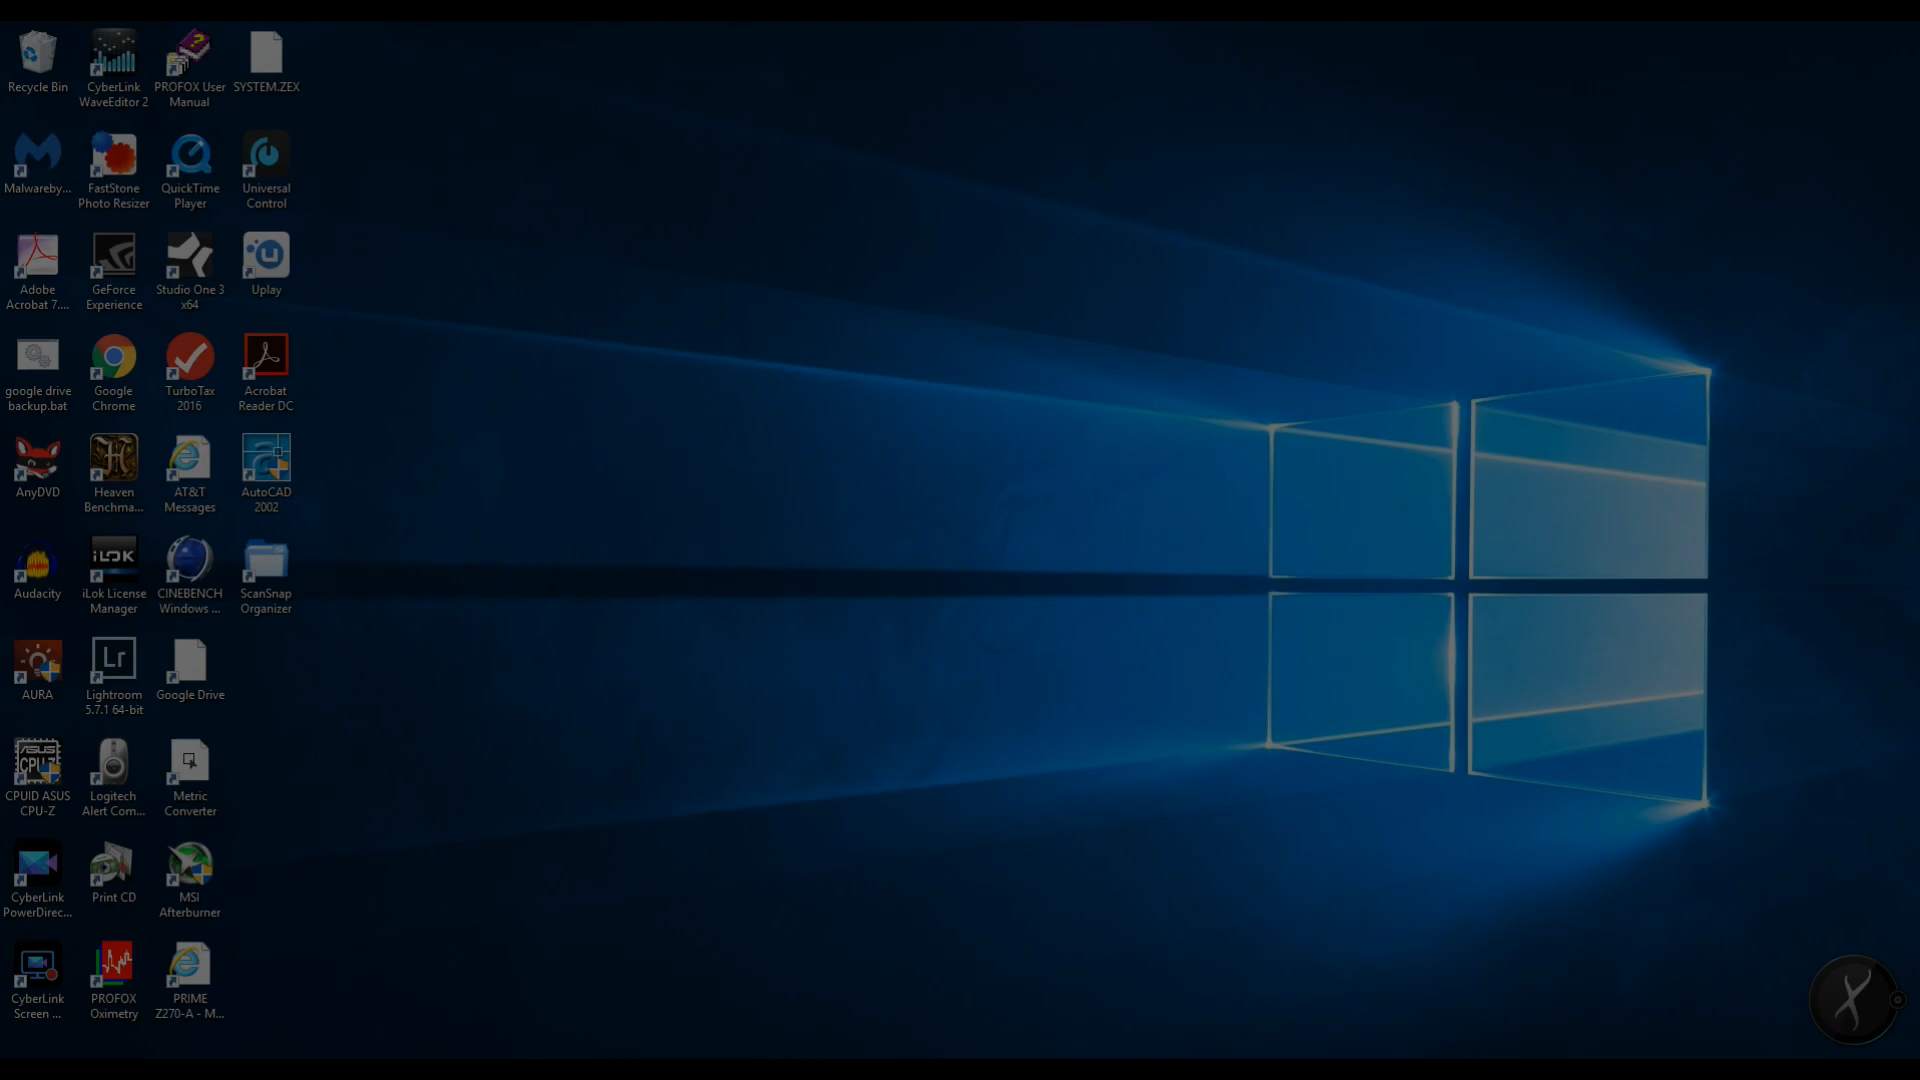 Recycle Bin
CyberLink
WaveEditor 2
PROFOX User
Manual
SYSTEM.ZEX
Malwareby...
FastStone
Photo Resizer
QuickTime
Player
Universal
Control
Adobe
Acrobat 7....
GeForce
Experience
Studio One 3
x64
Uplay
google drive
backup.bat
Google
Chrome
TurboTax
2016
Acrobat
Reader DC
AnyDVD
Heaven
Benchma...
AT&T
Messages
AutoCAD
2002
Audacity
iLOK
iLok License
Manager
CINEBENCH
Windows ...
ScanSnap
Organizer
AURA
Lr
Lightroom
5.7.1 64-bit
Google Drive
ASUS
CPU-Z
CPUID ASUS
CPU-Z
Logitech
Alert Com...
Metric
Converter
CyberLink
PowerDirec...
Print CD
MSI
Afterburner
CyberLink
Screen ...
PROFOX
Oximetry
PRIME
Z270-A - M...